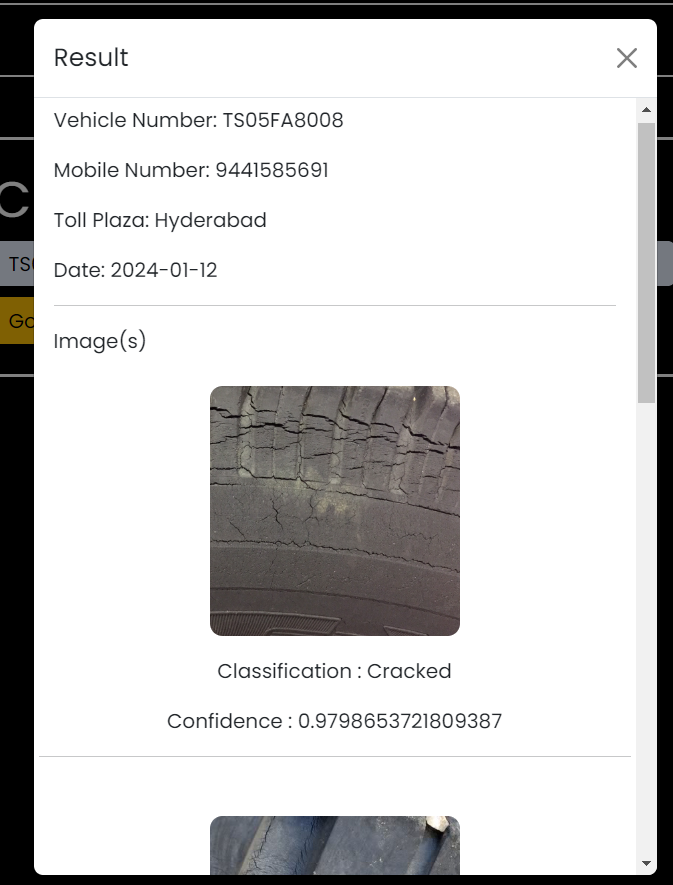 Result
Vehicle Number: TS05FA8008
Mobile Number: 9441585691
Toll Plaza: Hyderabad
Date: 2024-01-12
Image(s)
Classification : Cracked
Confidence : 0.9798653721809387